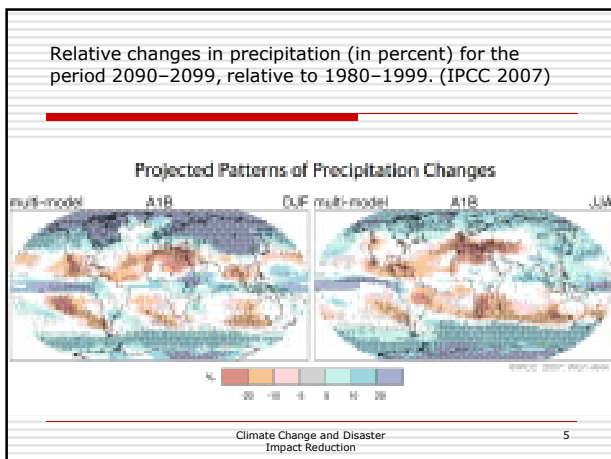 Relative changes in precipitation (in percent) for the
period 2090–2099, relative to 1980–1999. (IPCC 2007)
Projected Patterns of Precipitation Changes
multi-model A1B DJF multi-model A1B JJA
%
-20 -10 -5 5 10 20
Climate Change and Disaster
Impact Reduction
5